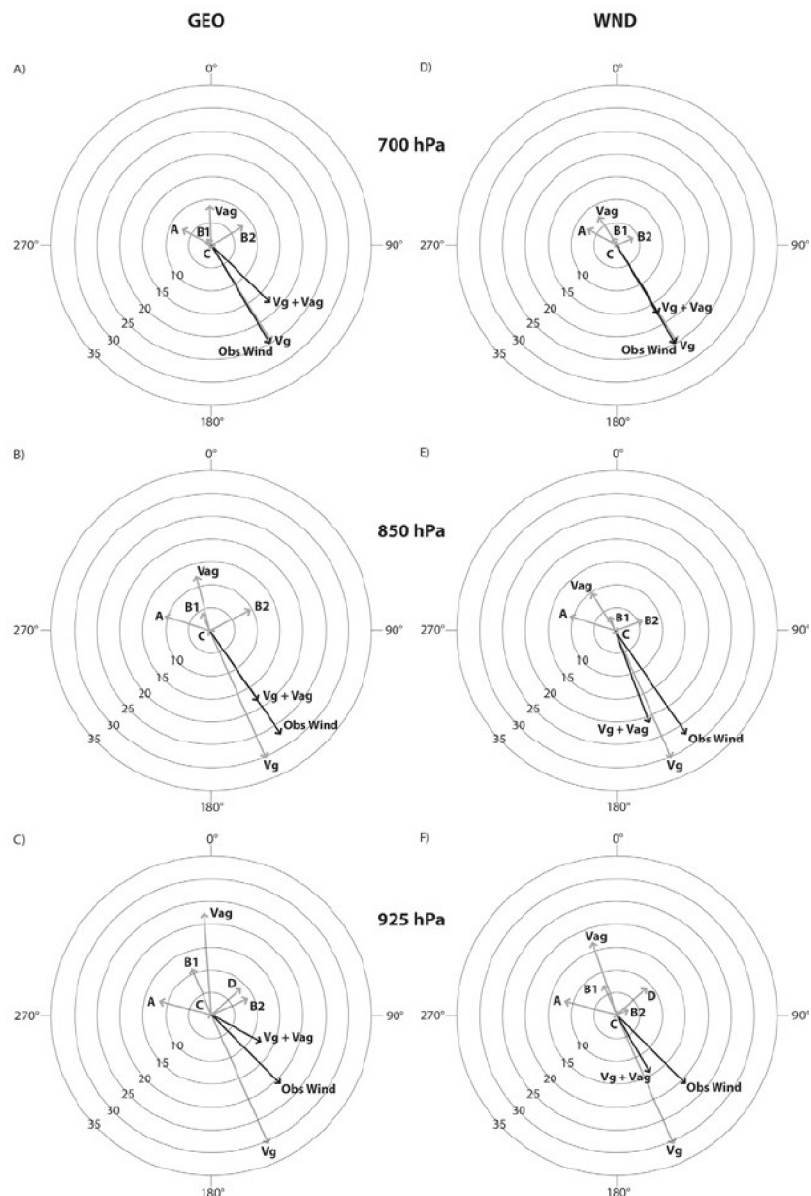 GEO WND
A) 0° D) 0°
700 hPa
Vag Vag
A B1 B2 A B1 B2
270° C 90° 270° C 90°
10 10
15 Vg + Vag 15 Vg + Vag
20 20
25 Vg 25 Vg
30 Obs Wind 30 Obs Wind
35 35
180° 180°
B) 0° E) 0°
850 hPa
Vag Vag
A B1 B2 A B1 B2
270° C 90° 270° C 90°
10 10
15 15
20 Vg + Vag 20 Vg + Vag
25 Obs Wind 25 Obs Wind
30 Vg 30 Vg
35 35
180° 180°
C) 0° F) 0°
925 hPa
Vag Vag
B1 D B1 D
A C B2 A C B2
270° 90° 270° 90°
10 Vg + Vag 10
15 15 Vg + Vag
20 Obs Wind 20 Obs Wind
25 25
30 30
35 Vg 35 Vg
180° 180°